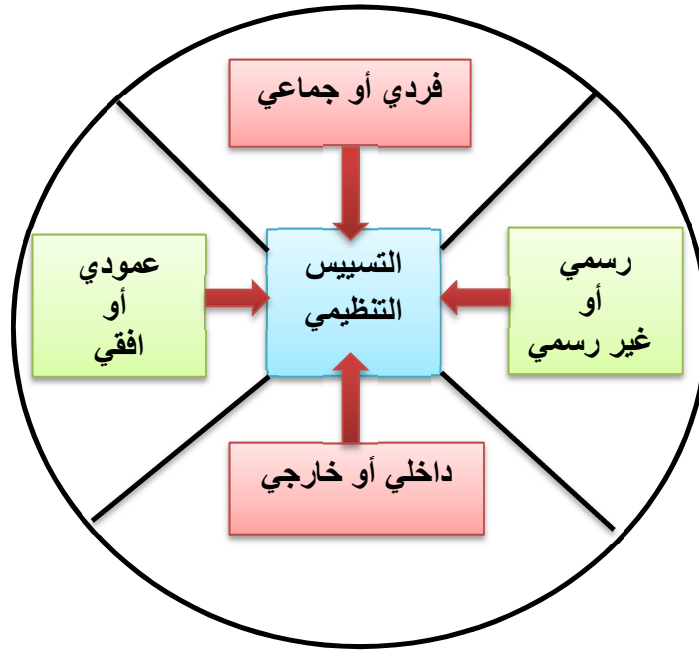 فردي أو جماعي
رسمي
أو
غير رسمي
التسييس
التنظيمي
عمودي
أو
افقي
داخلي أو خارجي